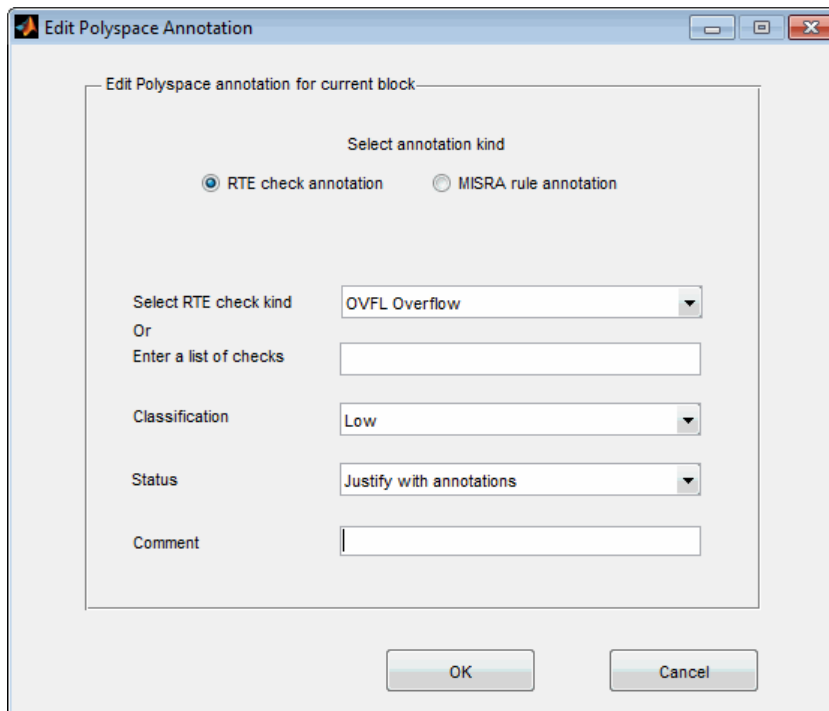 Edit Polyspace Annotation
Edit Polyspace annotation for current block
Select annotation kind
RTE check annotation MISRA rule annotation
Select RTE check kind OVFL Overflow
Or
Enter a list of checks
Classification Low
Status Justify with annotations
Comment
OK Cancel